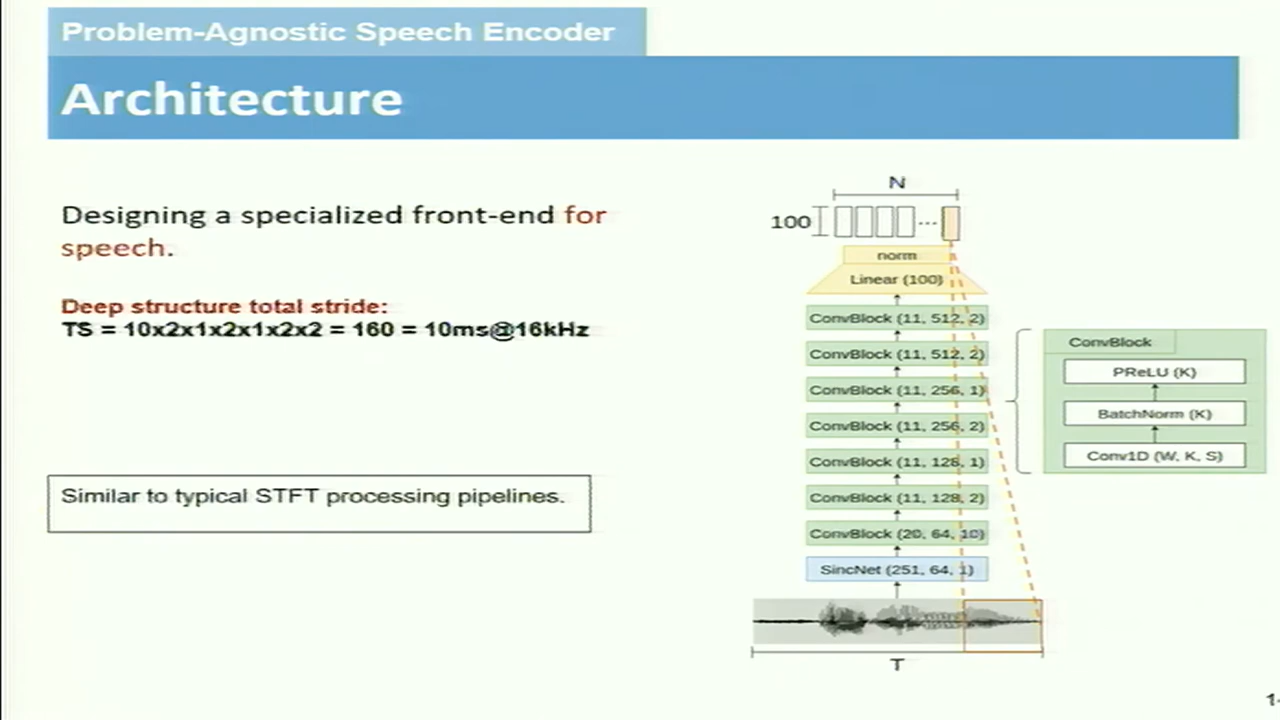 Problem-Agnostic Speech Encoder
Architecture
Designing a specialized front-end for
speech.
Deep structure total stride:
TS = 10x2x1x2x1x2x2 = 160 = 10ms@16kHz
Similar to typical STFT processing pipelines.
N
100
norm
Linear (100)
ConvBlock (11, 512, 2)
ConvBlock (11, 512, 2)
ConvBlock (11, 256, 1)
ConvBlock (11, 256, 2)
ConvBlock (11, 128, 1)
ConvBlock (11, 128, 2)
ConvBlock (20, 64, 10)
SincNet (251, 64, 1)
T
ConvBlock
PReLU (K)
BatchNorm (K)
Conv1D (W, K, S)